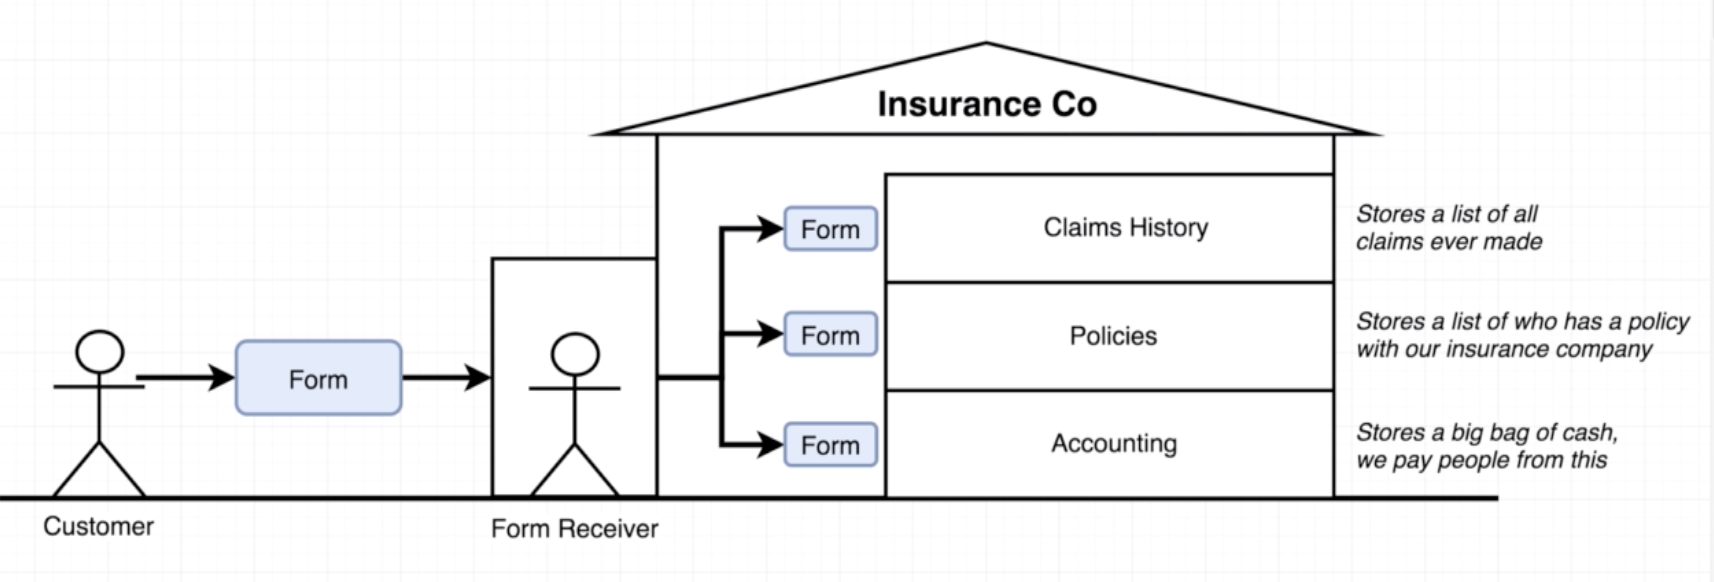 Insurance Co
Form
Claims History
Stores a list of all
claims ever made
Form
Policies
Stores a list of who has a policy
with our insurance company
Form
Form
Accounting
Stores a big bag of cash,
we pay people from this
Customer
Form Receiver